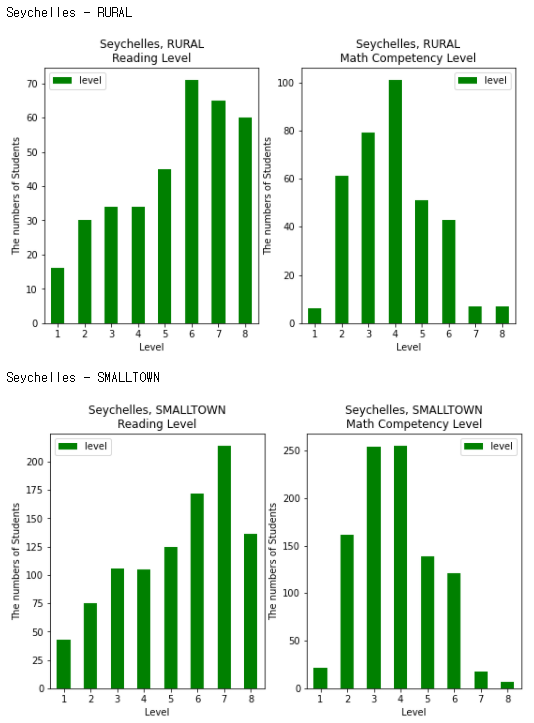 Seychelles - RURAL
Seychelles, RURAL
Reading Level
level
The numbers of Students
70
60
50
40
30
20
10
0
1 2 3 4 5 6 7 8
Level
Seychelles, RURAL
Math Competency Level
level
The numbers of Students
100
80
60
40
20
0
1 2 3 4 5 6 7 8
Level
Seychelles - SMALLTOWN
Seychelles, SMALLTOWN
Reading Level
level
The numbers of Students
200
175
150
125
100
75
50
25
0
1 2 3 4 5 6 7 8
Level
Seychelles, SMALLTOWN
Math Competency Level
level
The numbers of Students
250
200
150
100
50
0
1 2 3 4 5 6 7 8
Level